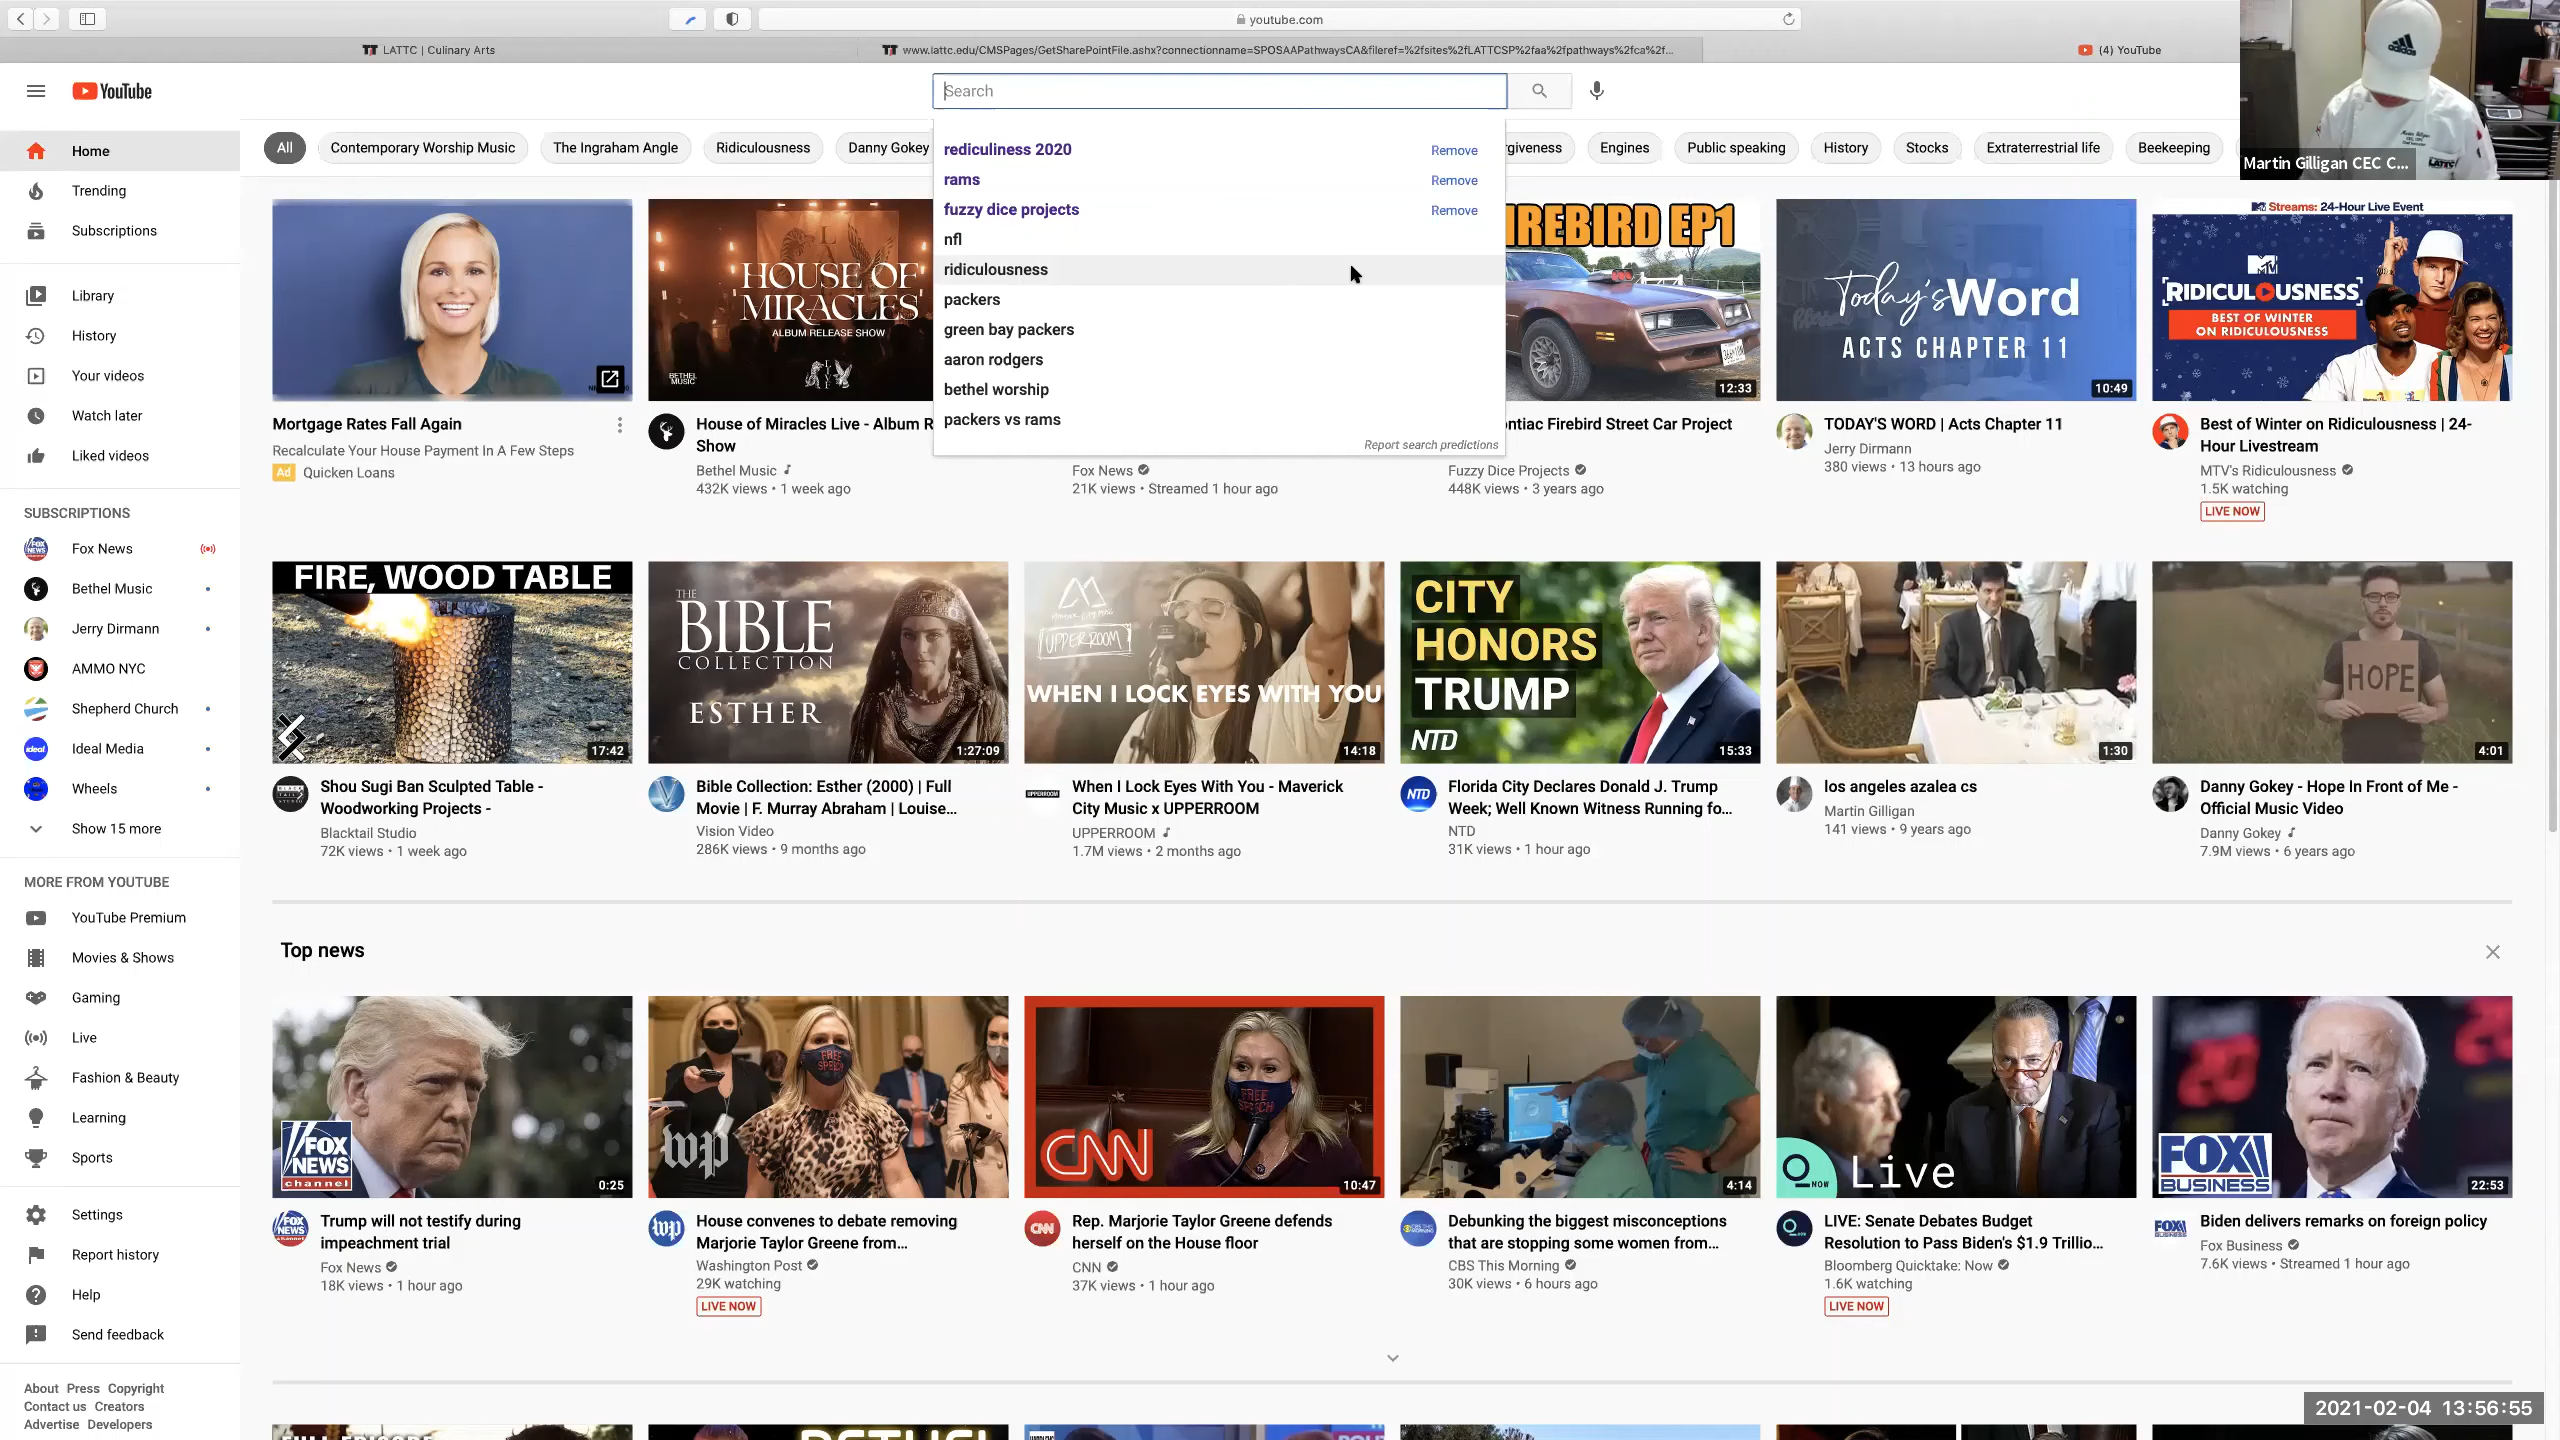 youtube.com
LATTC | Culinary Arts
www.lattc.edu/CMSPages/GetSharePointFile.ashx?connectionname=SPOSAAPathwaysCA&fileref=%2fsites%2fLATTCSP%2faa%2fpathways%2fca%2f...
(4) YouTube
YouTube
Search
Martin Gilligan CEC C...
All
Contemporary Worship Music
The Ingraham Angle
Ridiculousness
Danny Gokey
rgiveness
Engines
Public speaking
History
Stocks
Extraterrestrial life
Beekeeping
rediculiness 2020 Remove
rams Remove
fuzzy dice projects Remove
nfl
ridiculousness
packers
green bay packers
aaron rodgers
bethel worship
packers vs rams
Report search predictions
Home
Trending
Subscriptions
Library
History
Your videos
Watch later
Liked videos
SUBSCRIPTIONS
Fox News
Bethel Music
Jerry Dirmann
AMMO NYC
Shepherd Church
Ideal Media
Wheels
Show 15 more
MORE FROM YOUTUBE
YouTube Premium
Movies & Shows
Gaming
Live
Fashion & Beauty
Learning
Sports
Settings
Report history
Help
Send feedback
About Press Copyright
Contact us Creators
Advertise Developers
Mortgage Rates Fall Again
Recalculate Your House Payment In A Few Steps
Ad Quicken Loans
HOUSE OF
MIRACLES
ALBUM RELEASE SHOW
BETHEL
MUSIC
House of Miracles Live - Album R
Show
Bethel Music
432K views • 1 week ago
Fox News
21K views • Streamed 1 hour ago
IREBIRD EP1
12:33
ntiac Firebird Street Car Project
Fuzzy Dice Projects
448K views • 3 years ago
Today's Word
ACTS CHAPTER 11
10:49
TODAY'S WORD | Acts Chapter 11
Jerry Dirmann
380 views • 13 hours ago
Streams: 24-Hour Live Event
RIDICULOUSNESS
BEST OF WINTER
ON RIDICULOUSNESS
Best of Winter on Ridiculousness | 24-
Hour Livestream
MTV's Ridiculousness
1.5K watching
LIVE NOW
FIRE, WOOD TABLE
17:42
Shou Sugi Ban Sculpted Table -
Woodworking Projects -
Blacktail Studio
72K views • 1 week ago
THE
BIBLE
COLLECTION
ESTHER
1:27:09
Bible Collection: Esther (2000) | Full
Movie | F. Murray Abraham | Louise...
Vision Video
286K views • 9 months ago
UPPERROOM
WHEN I LOCK EYES WITH YOU
14:18
When I Lock Eyes With You - Maverick
City Music x UPPERROOM
UPPERROOM
1.7M views • 2 months ago
CITY
HONORS
TRUMP
NTD
15:33
Florida City Declares Donald J. Trump
Week; Well Known Witness Running fo...
NTD
31K views • 1 hour ago
1:30
los angeles azalea cs
Martin Gilligan
141 views • 9 years ago
HOPE
4:01
Danny Gokey - Hope In Front of Me -
Official Music Video
Danny Gokey
7.9M views • 6 years ago
Top news
FOX
NEWS
channel
0:25
Trump will not testify during
impeachment trial
Fox News
18K views • 1 hour ago
FREE
SPEECH
wp
House convenes to debate removing
Marjorie Taylor Greene from...
Washington Post
29K watching
LIVE NOW
FREE
SPEECH
CNN
10:47
Rep. Marjorie Taylor Greene defends
herself on the House floor
CNN
37K views • 1 hour ago
4:14
Debunking the biggest misconceptions
that are stopping some women from...
CBS This Morning
30K views • 6 hours ago
NOW
Live
LIVE: Senate Debates Budget
Resolution to Pass Biden's $1.9 Trillio...
Bloomberg Quicktake: Now
1.6K watching
LIVE NOW
FOX
BUSINESS
22:53
Biden delivers remarks on foreign policy
Fox Business
7.6K views • Streamed 1 hour ago
2021-02-04 13:56:55